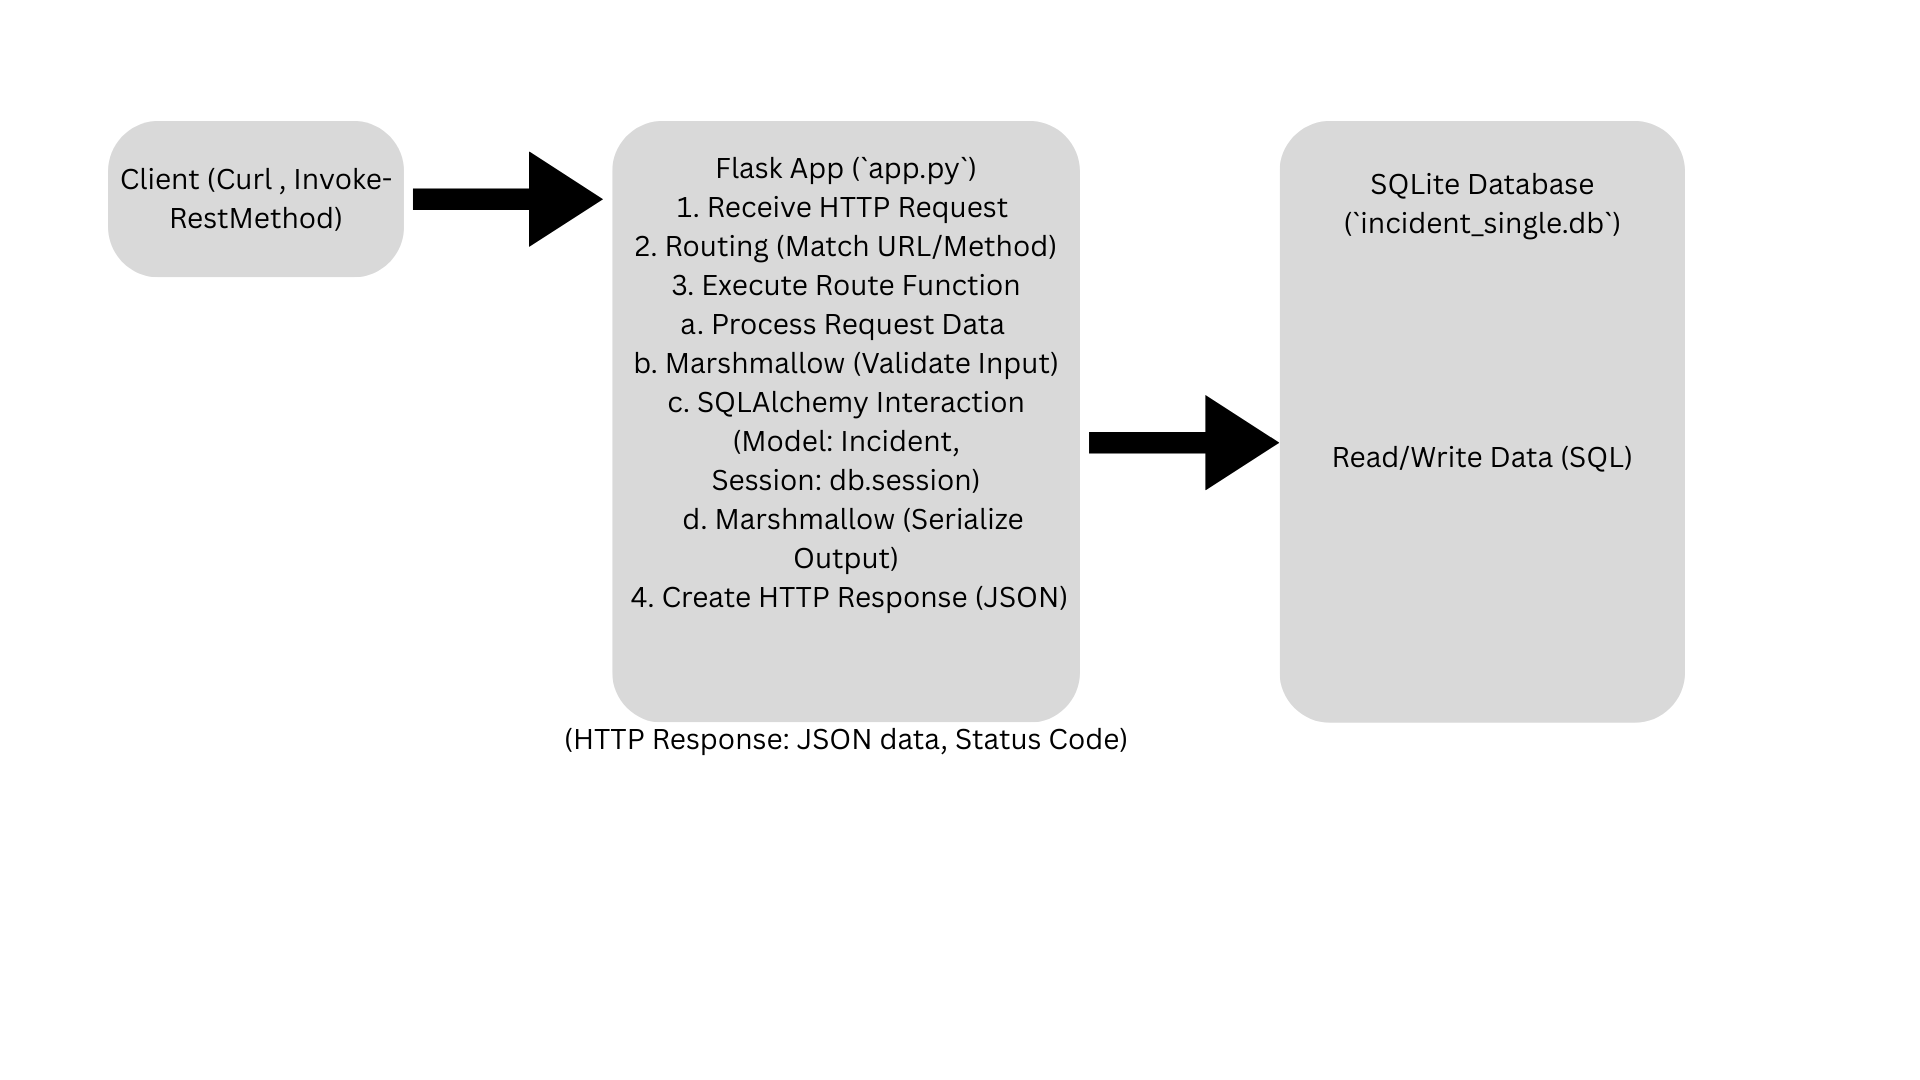 Client (Curl , Invoke-
RestMethod)
Flask App (`app.py`)
1. Receive HTTP Request
2. Routing (Match URL/Method)
3. Execute Route Function
a. Process Request Data
b. Marshmallow (Validate Input)
c. SQLAlchemy Interaction
(Model: Incident,
Session: db.session)
d. Marshmallow (Serialize
Output)
4. Create HTTP Response (JSON)
(HTTP Response: JSON data, Status Code)
SQLite Database
(`incident_single.db`)
Read/Write Data (SQL)